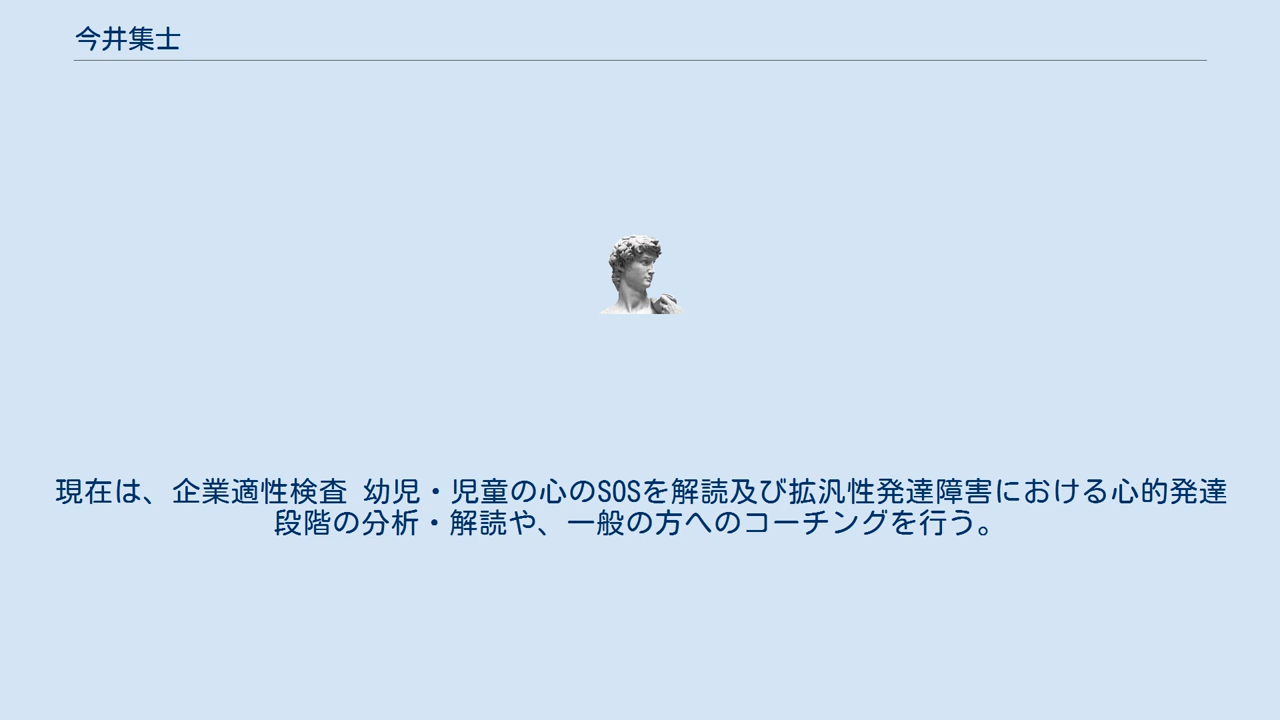 今井集士
現在は、企業適性検査 幼児・児童の心のSOSを解読及び拡汎性発達障害における心的発達
段階の分析・解読や、一般の方へのコーチングを行う。